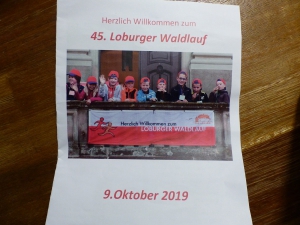 Herzlich Willkommen zum
45. Loburger Waldlauf
Herzlich Willkommen zum
LOBURGER WALDLAUF
9.Oktober 2019